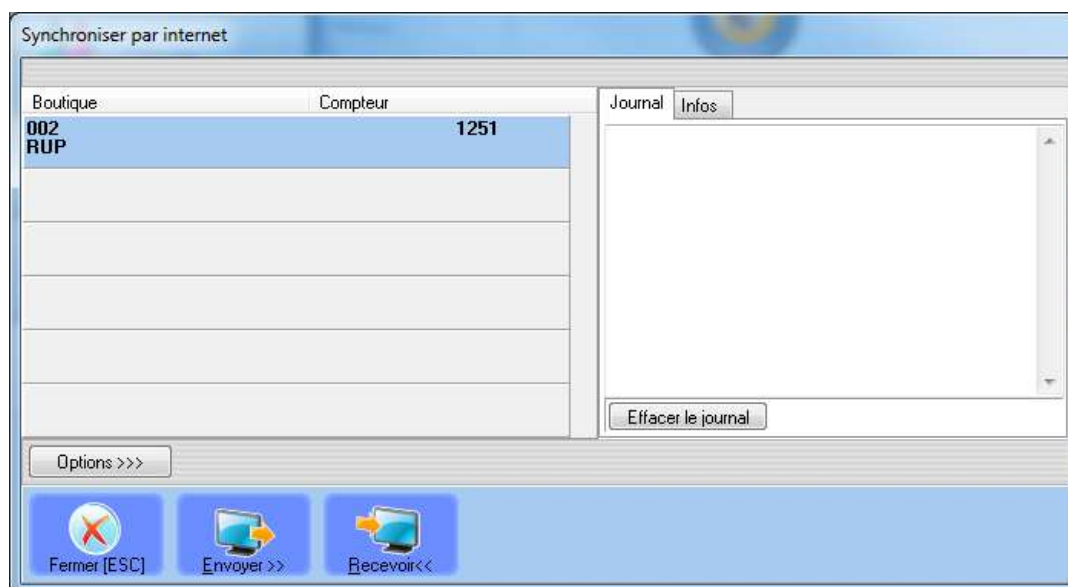 Synchroniser par internet
Boutique Compteur
002 1251
RUP
Journal Infos
Effacer le journal
Options >>>
Fermer [ESC] Envoyer >> Recevoir<<